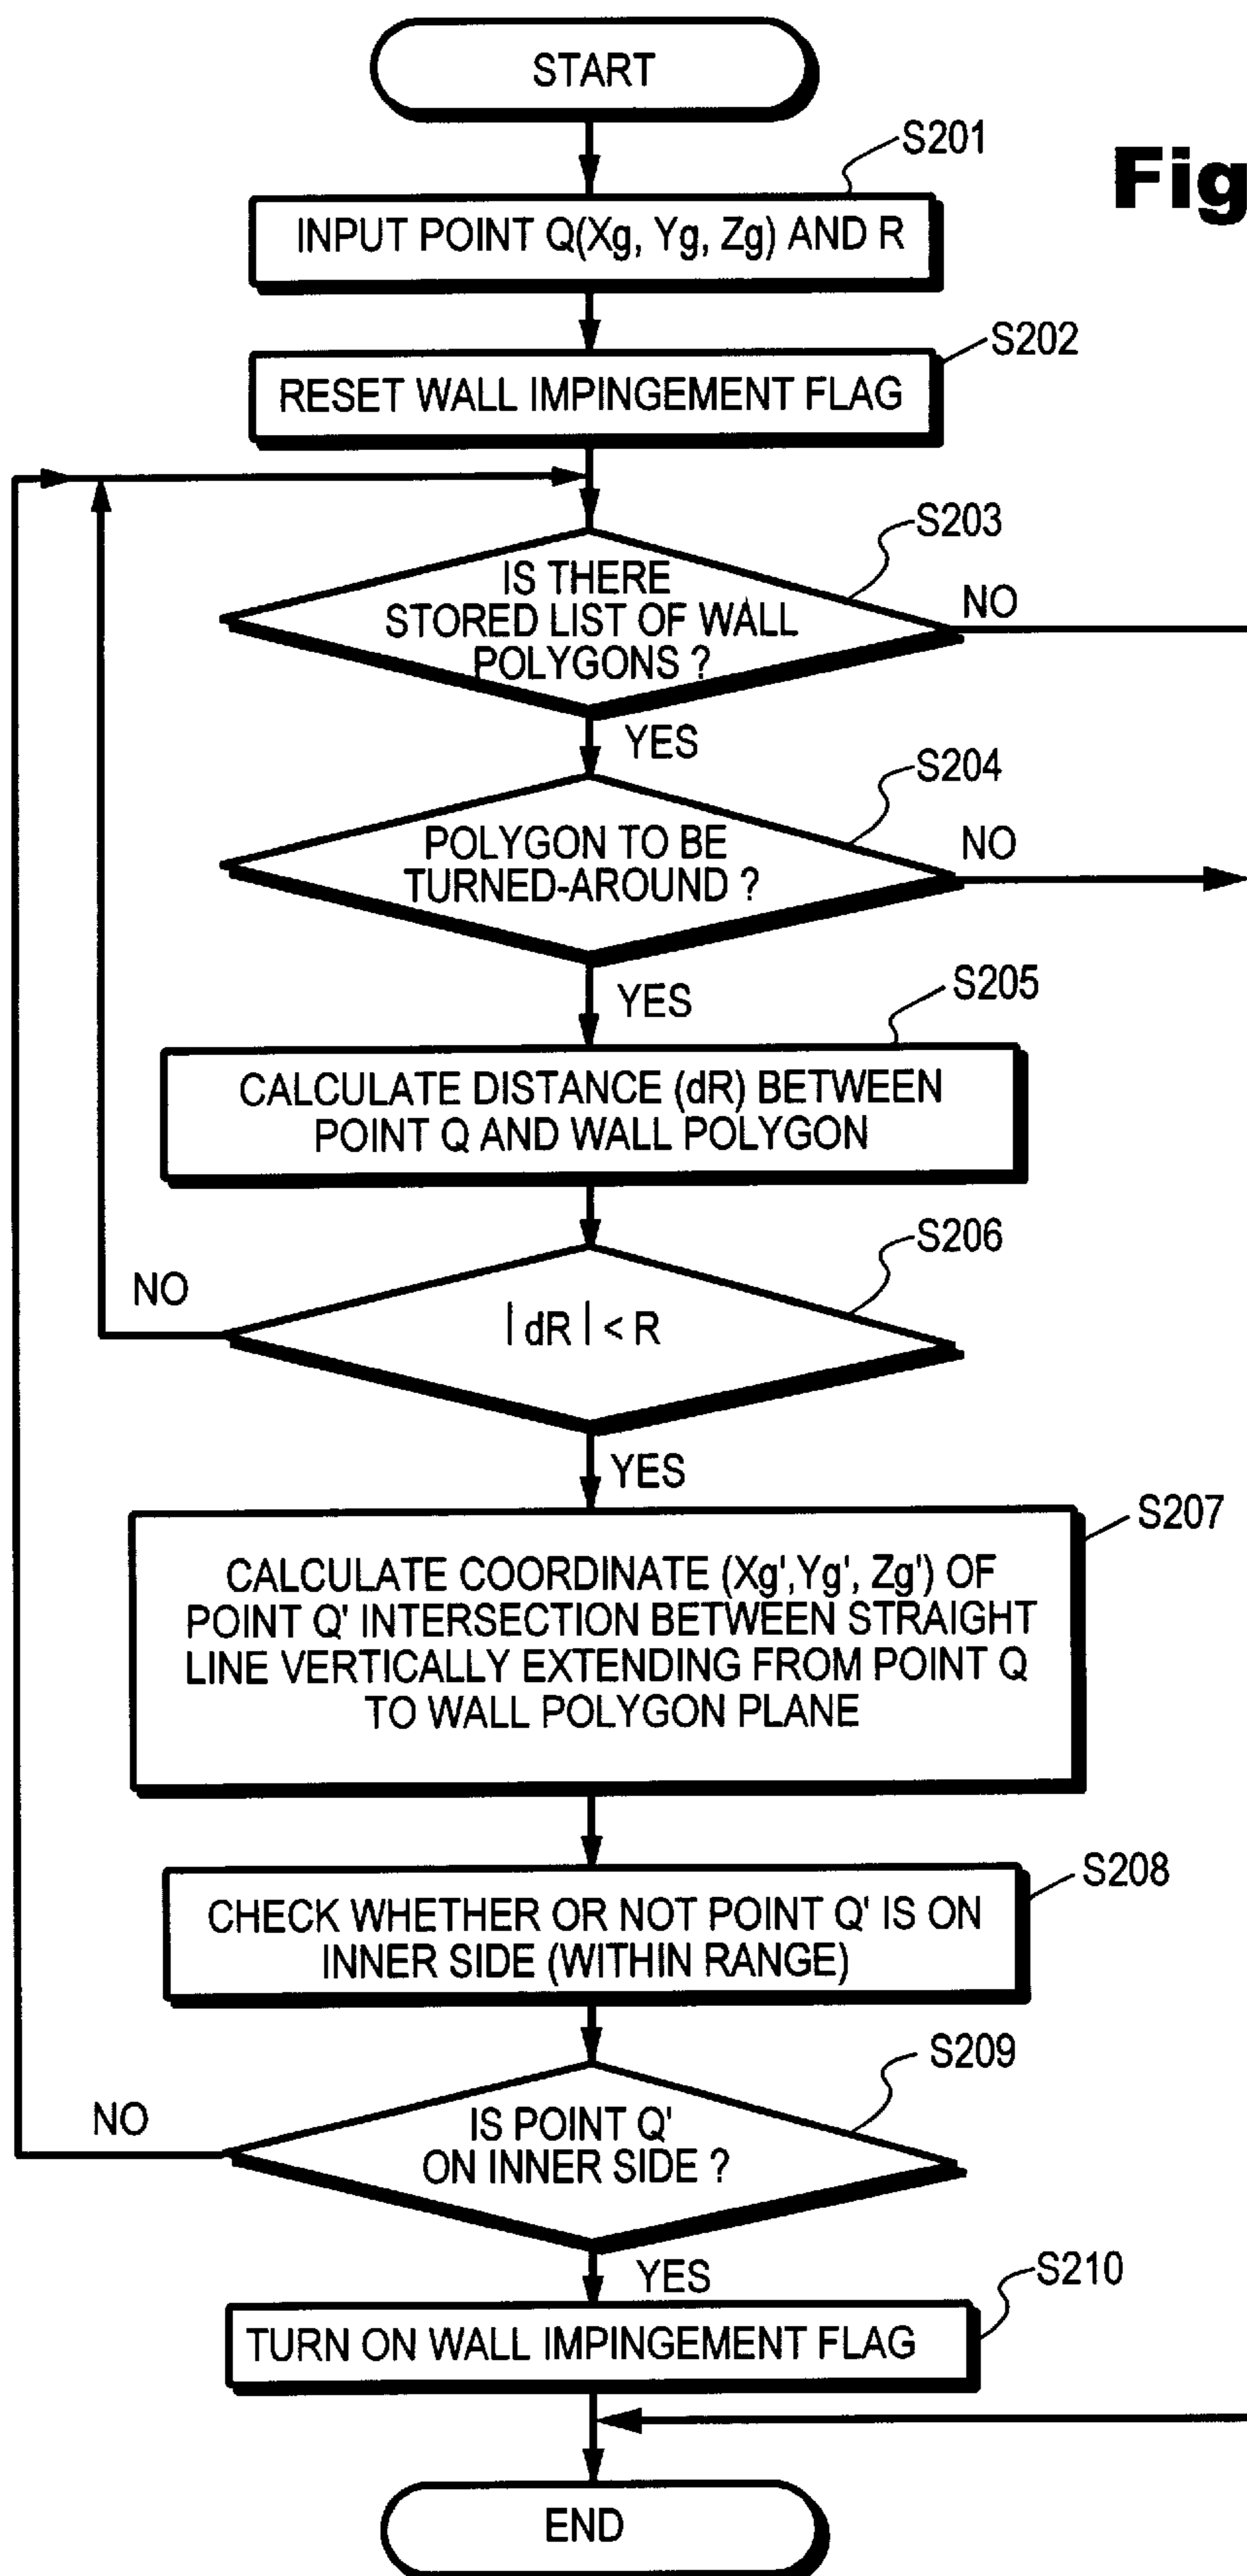 START
S201
Fig
INPUT POINT Q(Xg, Yg, Zg) AND R
S202
RESET WALL IMPINGEMENT FLAG
S203
IS THERE
STORED LIST OF WALL
POLYGONS ?
NO
YES
S204
POLYGON TO BE
TURNED-AROUND ?
NO
YES
S205
CALCULATE DISTANCE (dR) BETWEEN
POINT Q AND WALL POLYGON
S206
NO
| dR | < R
YES
S207
CALCULATE COORDINATE (Xg',Yg', Zg') OF
POINT Q' INTERSECTION BETWEEN STRAIGHT
LINE VERTICALLY EXTENDING FROM POINT Q
TO WALL POLYGON PLANE
S208
CHECK WHETHER OR NOT POINT Q' IS ON
INNER SIDE (WITHIN RANGE)
S209
NO
IS POINT Q'
ON INNER SIDE ?
YES
S210
TURN ON WALL IMPINGEMENT FLAG
END